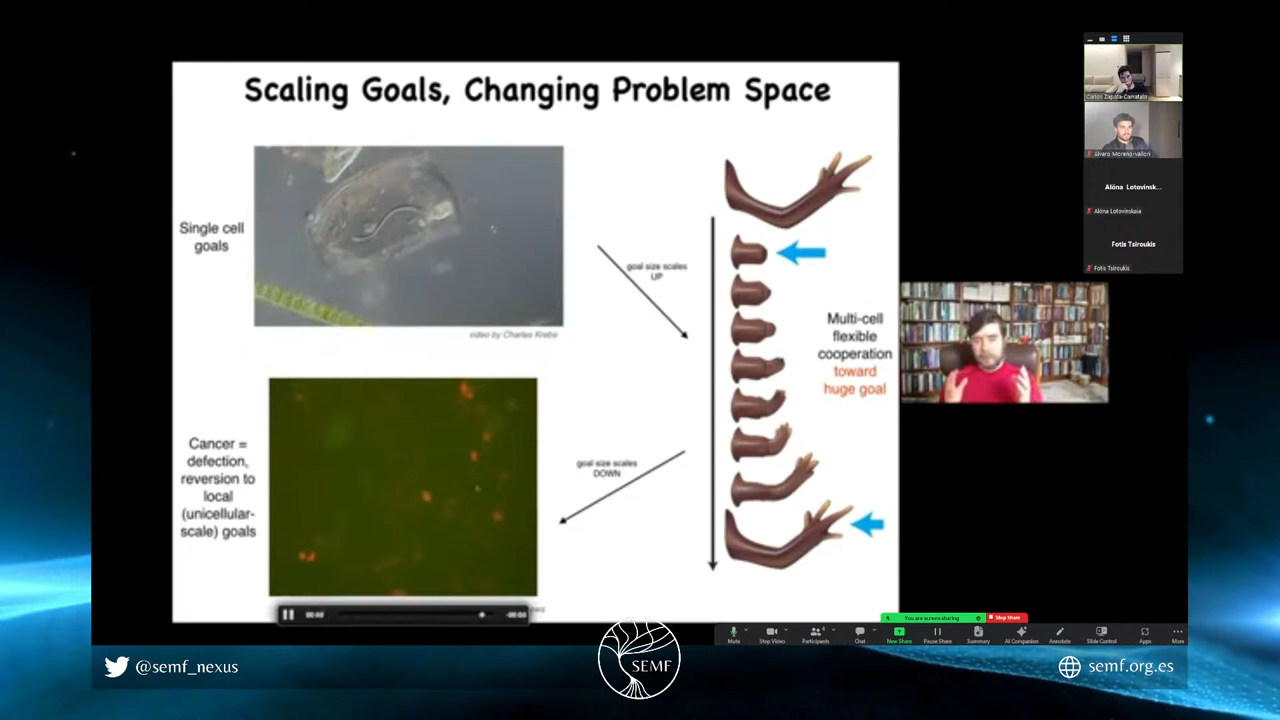 Scaling Goals, Changing Problem Space
Single cell
goals
video by Charles Krebs
goal size scales
UP
Multi-cell
flexible
cooperation
toward
huge goal
Cancer =
defection,
reversion to
local
(unicellular-
scale) goals
goal size scales
DOWN
Carlos Zapata-Carratala
Alvaro Moreno-Vallori
Alöna Lotovinsk...
Alöna Lotovinskaia
Fotis Tsiroukis
Fotis Tsiroukis
You are screen sharing
Stop Share
Mute
Stop Video
Participants
Chat
New Share
Pause Share
Summary
AI Companion
Annotate
Slide Control
Apps
More
@semf_nexus
SEMF
semf.org.es